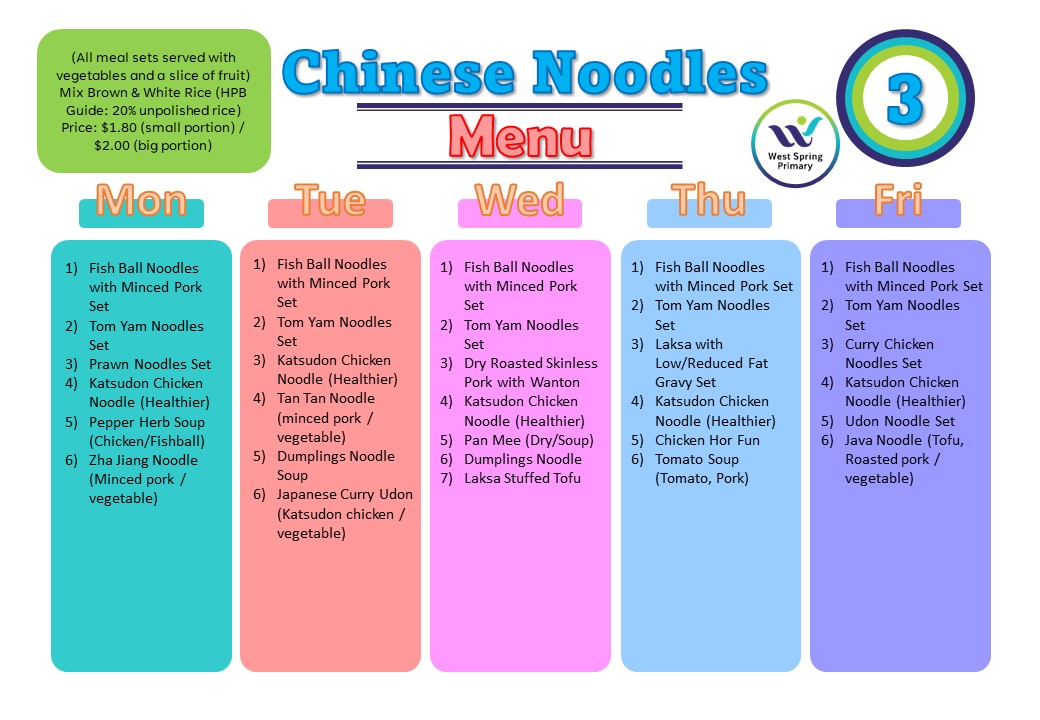 (All meal sets served with
vegetables and a slice of fruit)
Mix Brown & White Rice (HPB
Guide: 20% unpolished rice)
Price: $1.80 (small portion) /
$2.00 (big portion)
Chinese Noodles
Menu
West Spring
Primary
3
Mon
1) Fish Ball Noodles
with Minced Pork
Set
2) Tom Yam Noodles
Set
3) Prawn Noodles Set
4) Katsudon Chicken
Noodle (Healthier)
5) Pepper Herb Soup
(Chicken/Fishball)
6) Zha Jiang Noodle
(Minced pork /
vegetable)
Tue
1) Fish Ball Noodles
with Minced Pork
Set
2) Tom Yam Noodles
Set
3) Katsudon Chicken
Noodle (Healthier)
4) Tan Tan Noodle
(minced pork /
vegetable)
5) Dumplings Noodle
Soup
6) Japanese Curry Udon
(Katsudon chicken /
vegetable)
Wed
1) Fish Ball Noodles
with Minced Pork
Set
2) Tom Yam Noodles
Set
3) Dry Roasted Skinless
Pork with Wanton
4) Katsudon Chicken
Noodle (Healthier)
5) Pan Mee (Dry/Soup)
6) Dumplings Noodle
7) Laksa Stuffed Tofu
Thu
1) Fish Ball Noodles
with Minced Pork Set
2) Tom Yam Noodles
Set
3) Laksa with
Low/Reduced Fat
Gravy Set
4) Katsudon Chicken
Noodle (Healthier)
5) Chicken Hor Fun
6) Tomato Soup
(Tomato, Pork)
Fri
1) Fish Ball Noodles
with Minced Pork Set
2) Tom Yam Noodles
Set
3) Curry Chicken
Noodles Set
4) Katsudon Chicken
Noodle (Healthier)
5) Udon Noodle Set
6) Java Noodle (Tofu,
Roasted pork /
vegetable)